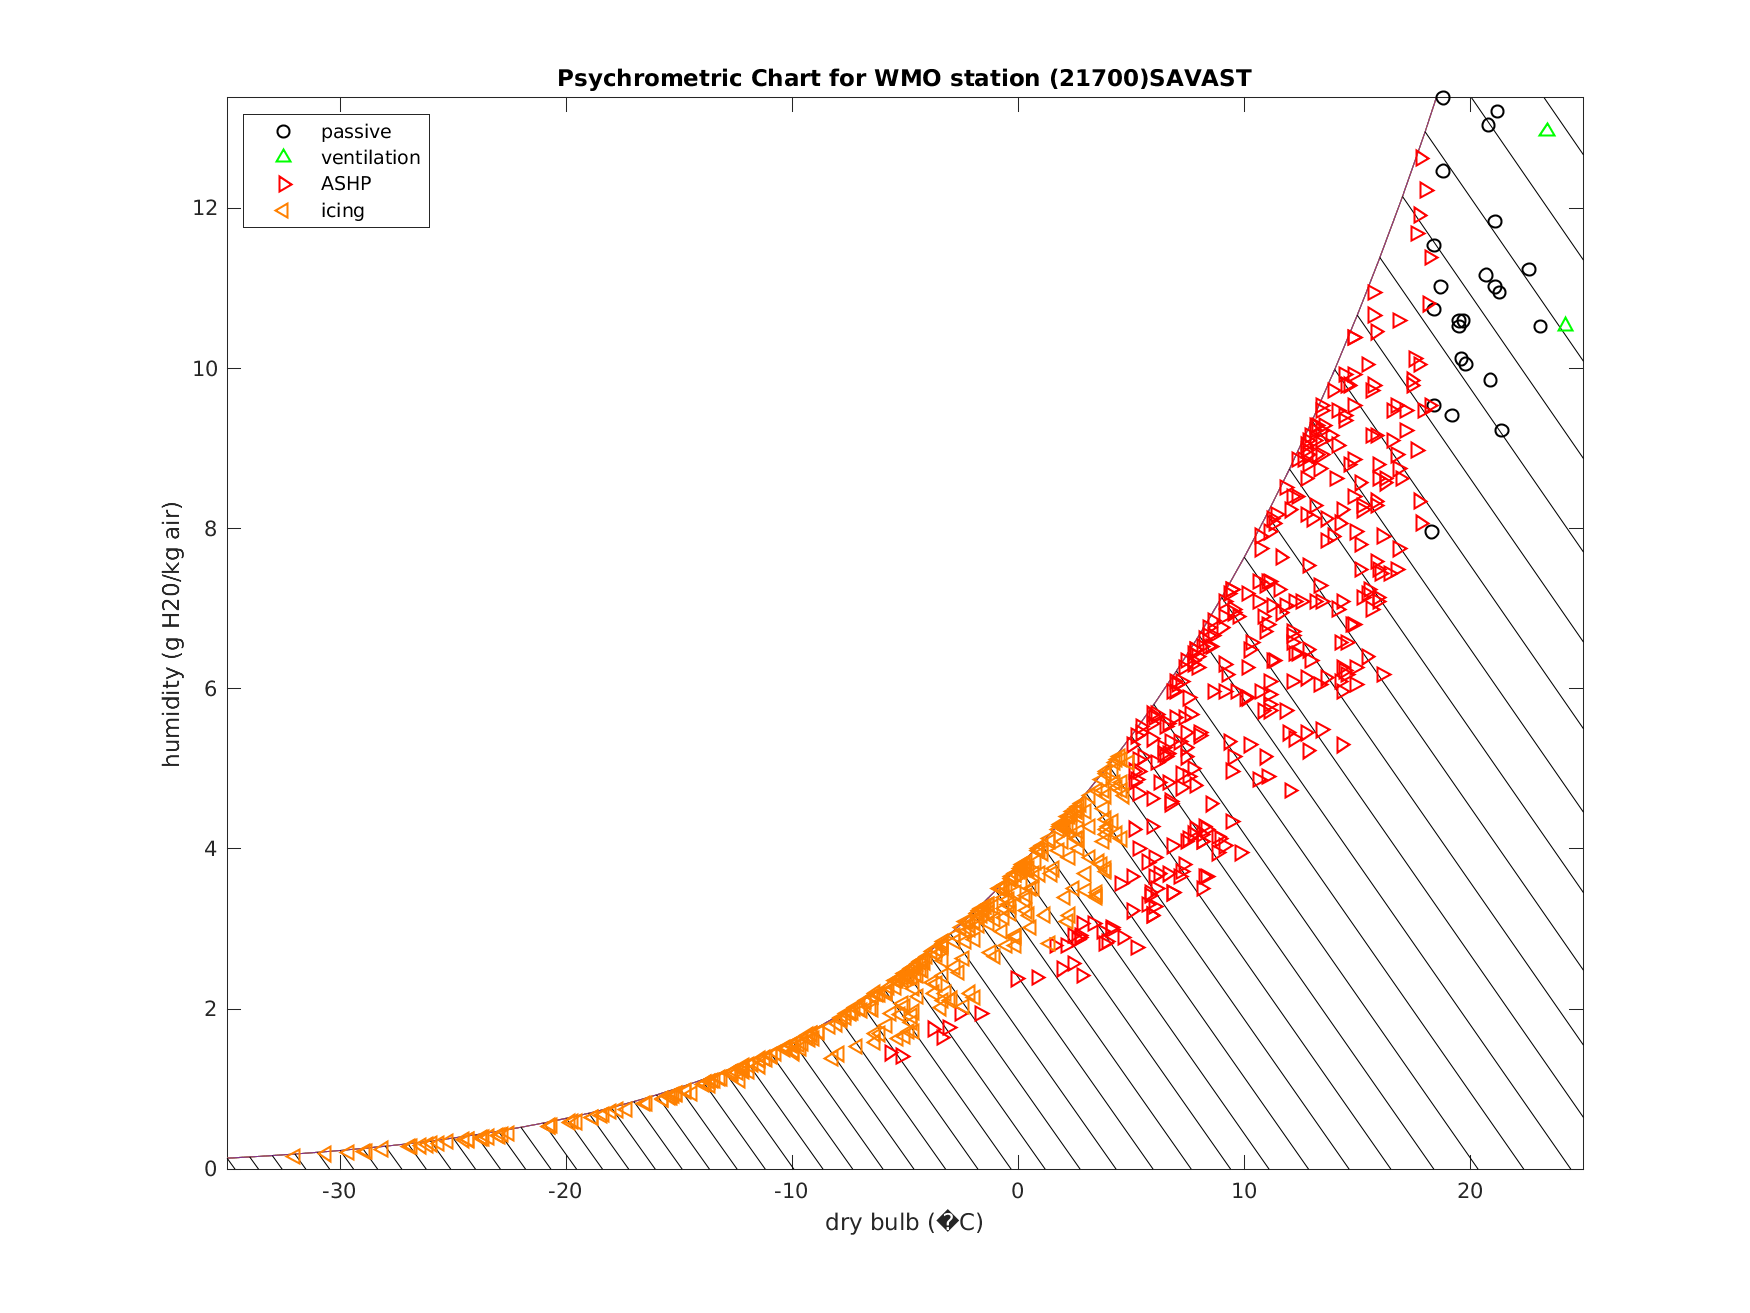 Psychrometric Chart for WMO station (21700)SAVAST
passive
ventilation
ASHP
icing
humidity (g H20/kg air)
12
10
8
6
4
2
0
-30 -20 -10 0 10 20
dry bulb (�C)